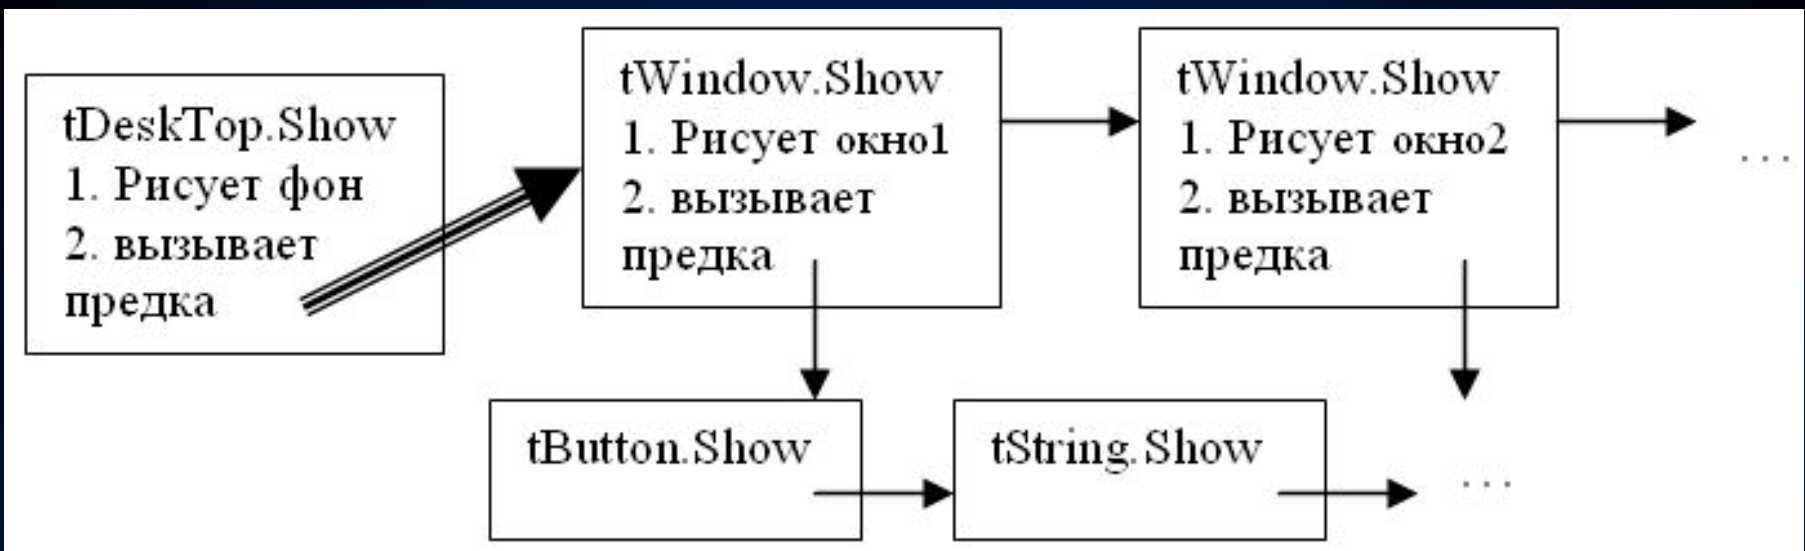 tDeskTop.Show
1. Рисует фон
2. вызывает
предка
tWindow.Show
1. Рисует окно1
2. вызывает
предка
tWindow.Show
1. Рисует окно2
2. вызывает
предка
...
tButton.Show
tString.Show
...